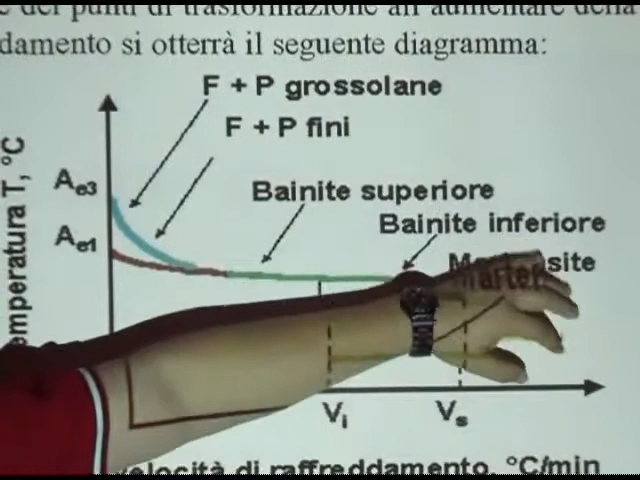 e dei punti di trasformazione all'aumentare della
damento si otterrà il seguente diagramma:
F + P grossolane
F + P fini
Ae3
Bainite superiore
Bainite inferiore
Ae1
emperatura T, °C
Vi
Vs
velocità di raffreddamento, °C/min